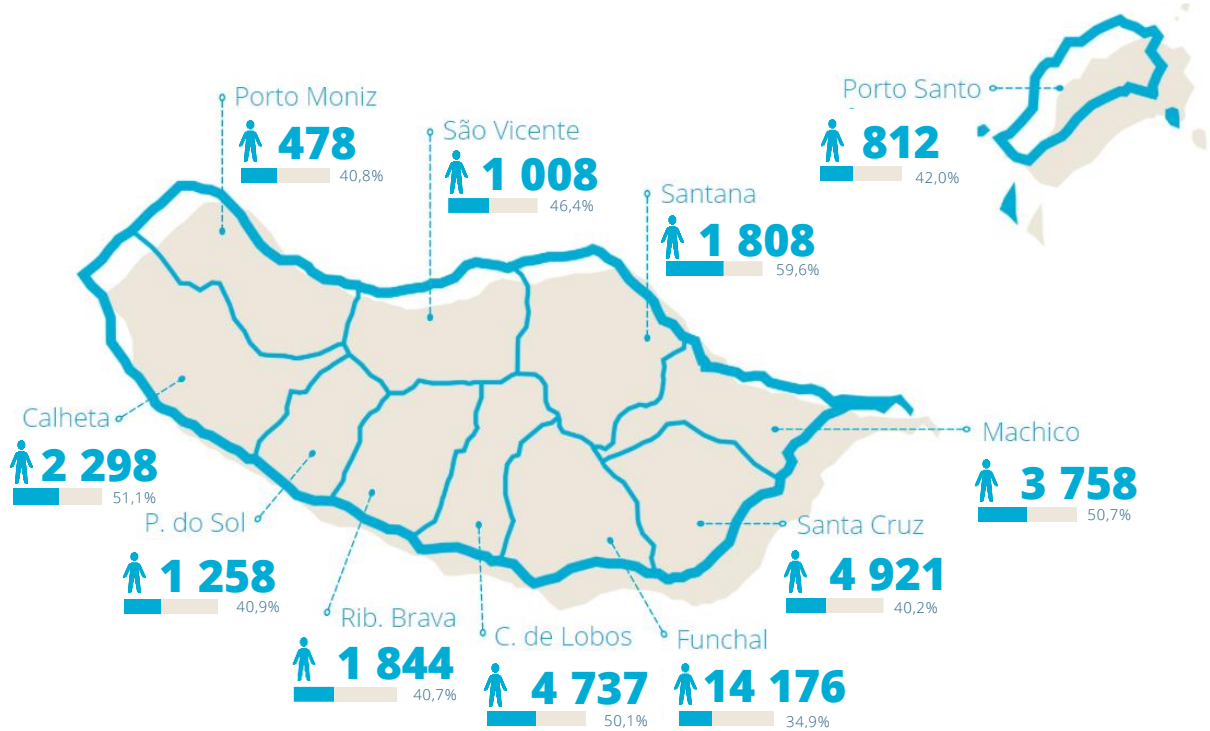 Porto Moniz
478
40,8%
São Vicente
1 008
46,4%
Santana
1 808
59,6%
Porto Santo
812
42,0%
Calheta
2 298
51,1%
P. do Sol
1 258
40,9%
Rib. Brava
1 844
40,7%
C. de Lobos
4 737
50,1%
Funchal
14 176
34,9%
Santa Cruz
4 921
40,2%
Machico
3 758
50,7%